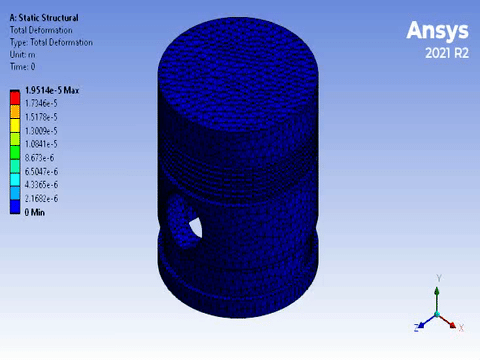 A: Static Structural
Total Deformation
Type: Total Deformation
Unit: m
Time: 0
1.9514e-5 Max
1.7346e-5
1.5178e-5
1.3009e-5
1.0841e-5
8.673e-6
6.5047e-6
4.3365e-6
2.1682e-6
0 Min
Ansys
2021 R2
Y
Z
X